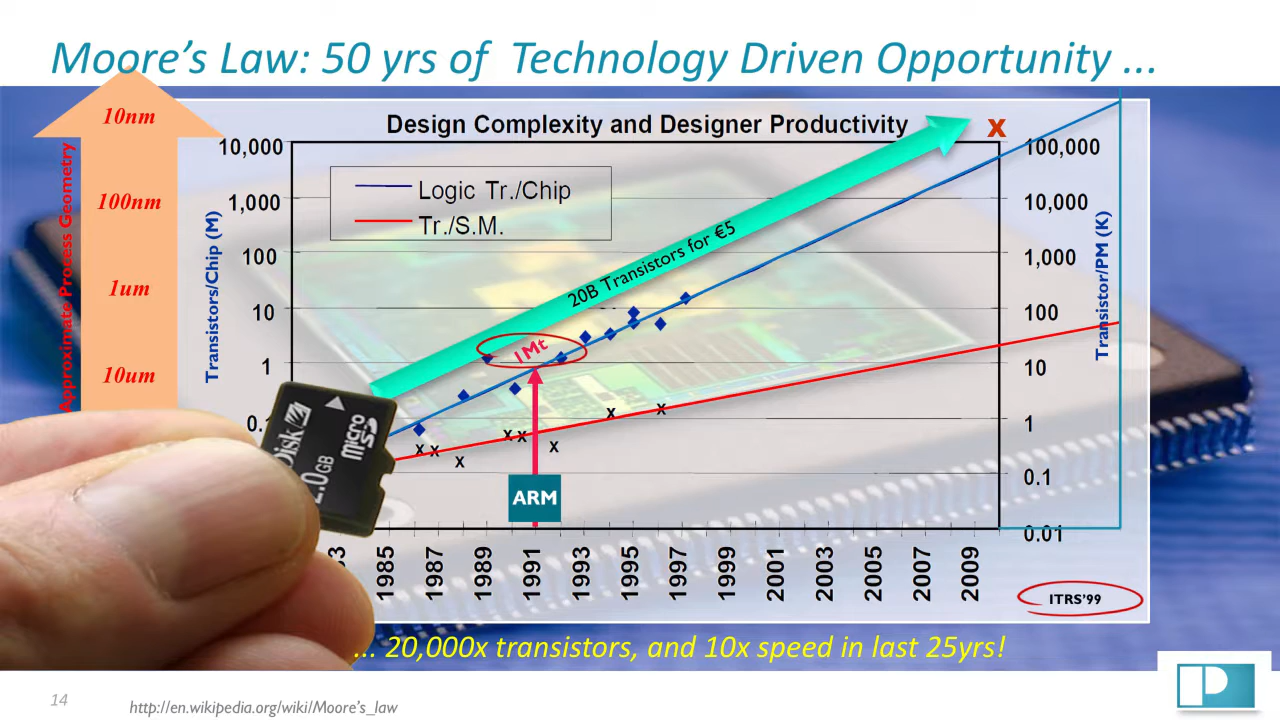 Moore's Law: 50 yrs of Technology Driven Opportunity ...
Design Complexity and Designer Productivity
x
10nm
100nm
1um
10um
Approximate Process Geometry
Transistors/Chip (M)
10,000
1,000
100
10
1
0.
Logic Tr./Chip
Tr./S.M.
20B Transistors for €5
1Mt
ARM
100,000
10,000
1,000
100
10
1
0.1
0.01
Transistor/PM (K)
Disk
micro
SD
2.0GB
1985
1987
1989
1991
1993
1995
1997
1999
2001
2003
2005
2007
2009
ITRS'99
... 20,000x transistors, and 10x speed in last 25yrs!
14
http://en.wikipedia.org/wiki/Moore's_law